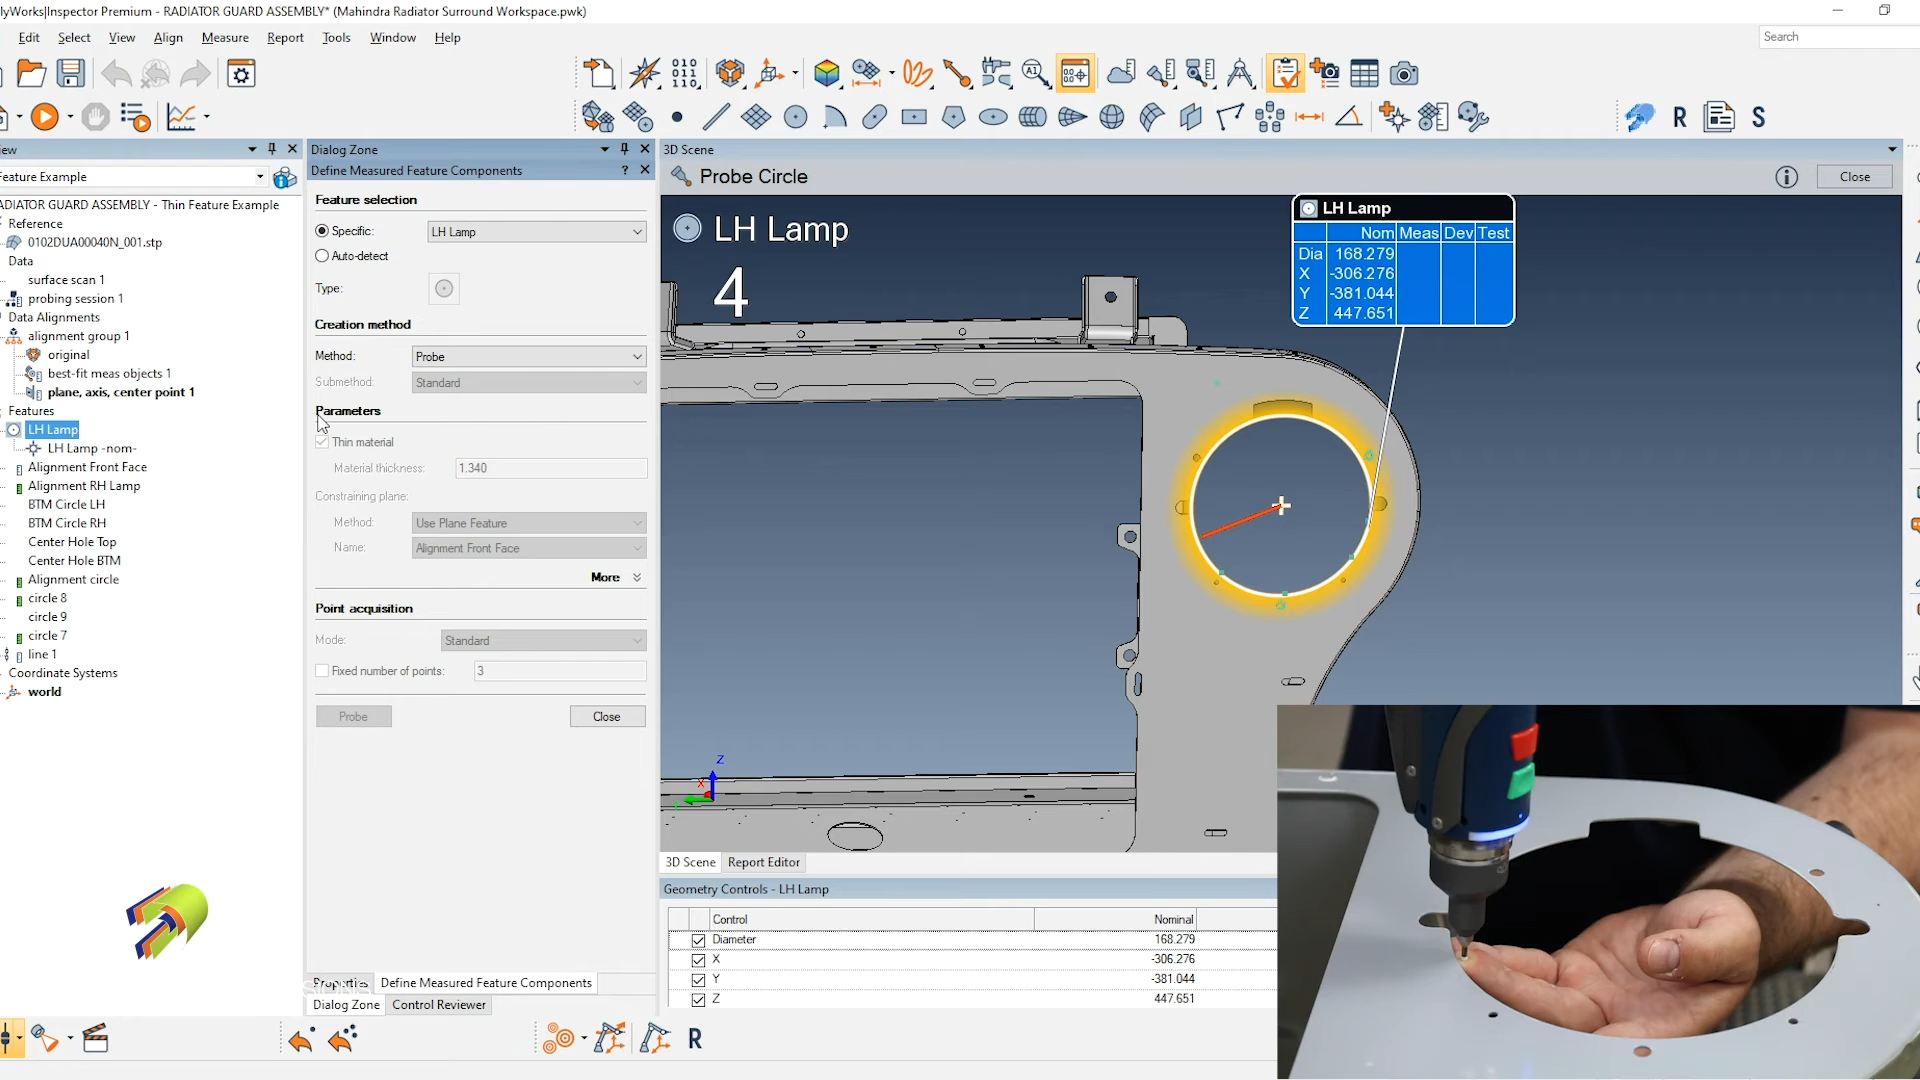 lyWorks|Inspector Premium - RADIATOR GUARD ASSEMBLY* (Mahindra Radiator Surround Workspace.pwk)
Edit Select View Align Measure Report Tools Window Help
Search
AI
R S
ew
Dialog Zone
3D Scene
Define Measured Feature Components ?
eature Example
Probe Circle
Close
ADIATOR GUARD ASSEMBLY - Thin Feature Example
Reference
0102DUA00040N_001.stp
Data
surface scan 1
probing session 1
Data Alignments
alignment group 1
original
best-fit meas objects 1
plane, axis, center point 1
Features
LH Lamp
LH Lamp -nom-
Alignment Front Face
Alignment RH Lamp
BTM Circle LH
BTM Circle RH
Center Hole Top
Center Hole BTM
Alignment circle
circle 8
circle 9
circle 7
line 1
Coordinate Systems
world
Feature selection
Specific: LH Lamp
Auto-detect
Type:
Creation method
Method: Probe
Submethod: Standard
Parameters
Thin material
Material thickness: 1.340
Constraining plane:
Method: Use Plane Feature
Name: Alignment Front Face
More
Point acquisition
Mode: Standard
Fixed number of points: 3
Probe Close
LH Lamp
4
LH Lamp
Nom Meas Dev Test
Dia 168.279
X -306.276
Y -381.044
Z 447.651
Z
X
3D Scene Report Editor
Geometry Controls - LH Lamp
Control Nominal
Diameter 168.279
X -306.276
Y -381.044
Z 447.651
Properties Define Measured Feature Components
Dialog Zone Control Reviewer
R